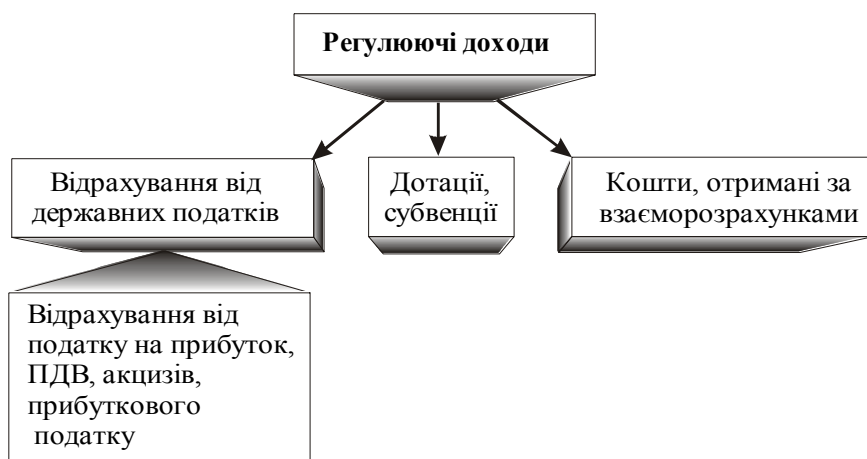 Регулюючі доходи
Відрахування від
державних податків
Дотації,
субвенції
Кошти, отримані за
взаєморозрахунками
Відрахування від
податку на прибуток,
ПДВ, акцизів,
прибуткового
податку